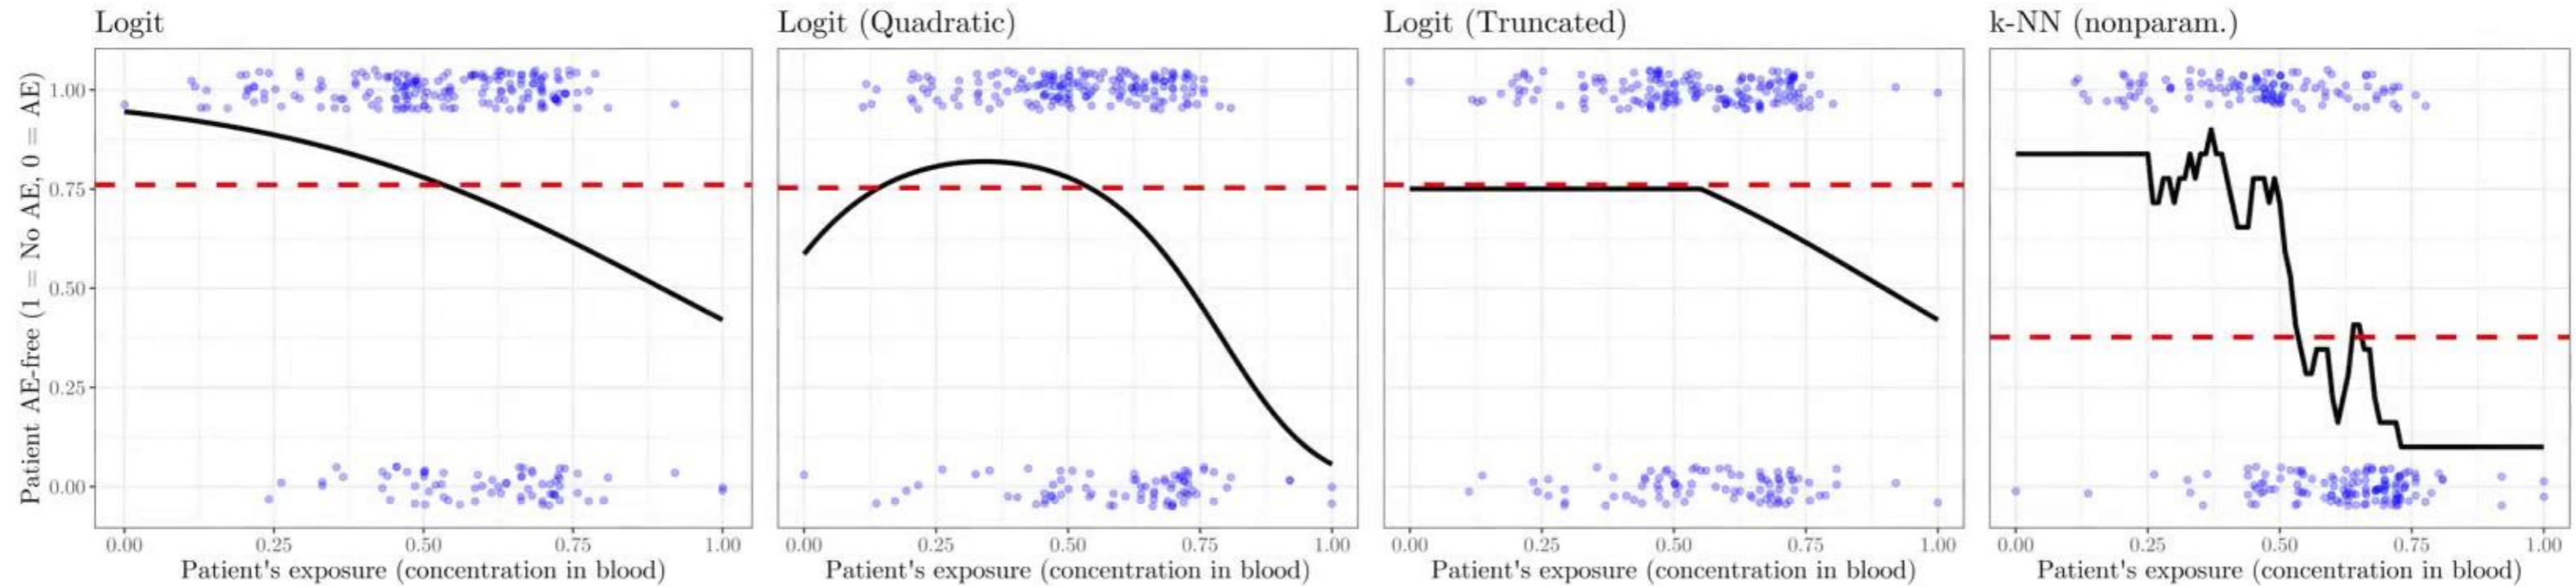 Logit
Logit (Quadratic)
Logit (Truncated)
k-NN (nonparam.)
Patient AE-free (1 = No AE, 0 = AE)
1.00
0.75
0.50
0.25
0.00
0.00 0.25 0.50 0.75 1.00
0.00 0.25 0.50 0.75 1.00
0.00 0.25 0.50 0.75 1.00
0.00 0.25 0.50 0.75 1.00
Patient's exposure (concentration in blood)
Patient's exposure (concentration in blood)
Patient's exposure (concentration in blood)
Patient's exposure (concentration in blood)